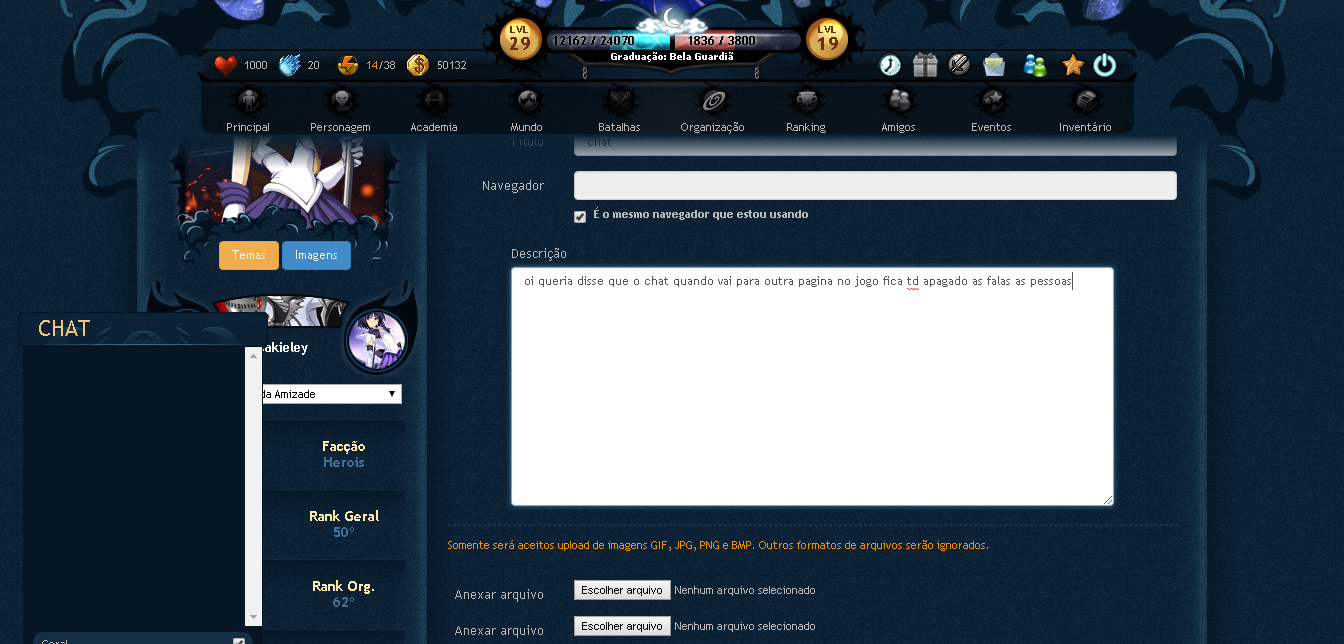 LVL
29
12162 / 24070
1836 / 3800
LVL
19
Graduação: Bela Guardiã
1000
20
14/38
50132
Principal
Personagem
Academia
Mundo
Batalhas
Organização
Ranking
Amigos
Eventos
Inventário
Título
chat
Navegador
É o mesmo navegador que estou usando
Temas
Imagens
Descrição
oi queria disse que o chat quando vai para outra pagina no jogo fica td apagado as falas as pessoas
CHAT
akieley
da Amizade
Facção
Herois
Rank Geral
50º
Rank Org.
62º
Somente será aceitos upload de imagens GIF, JPG, PNG e BMP. Outros formatos de arquivos serão ignorados.
Anexar arquivo
Escolher arquivo Nenhum arquivo selecionado
Anexar arquivo
Escolher arquivo Nenhum arquivo selecionado
Geral